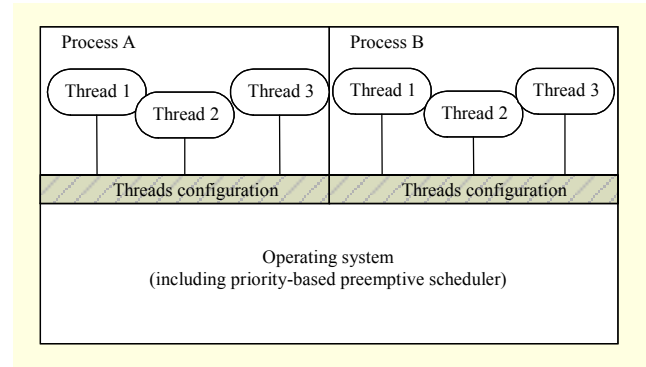 Process A
Thread 1
Thread 2
Thread 3
Threads configuration
Process B
Thread 1
Thread 2
Thread 3
Threads configuration
Operating system
(including priority-based preemptive scheduler)